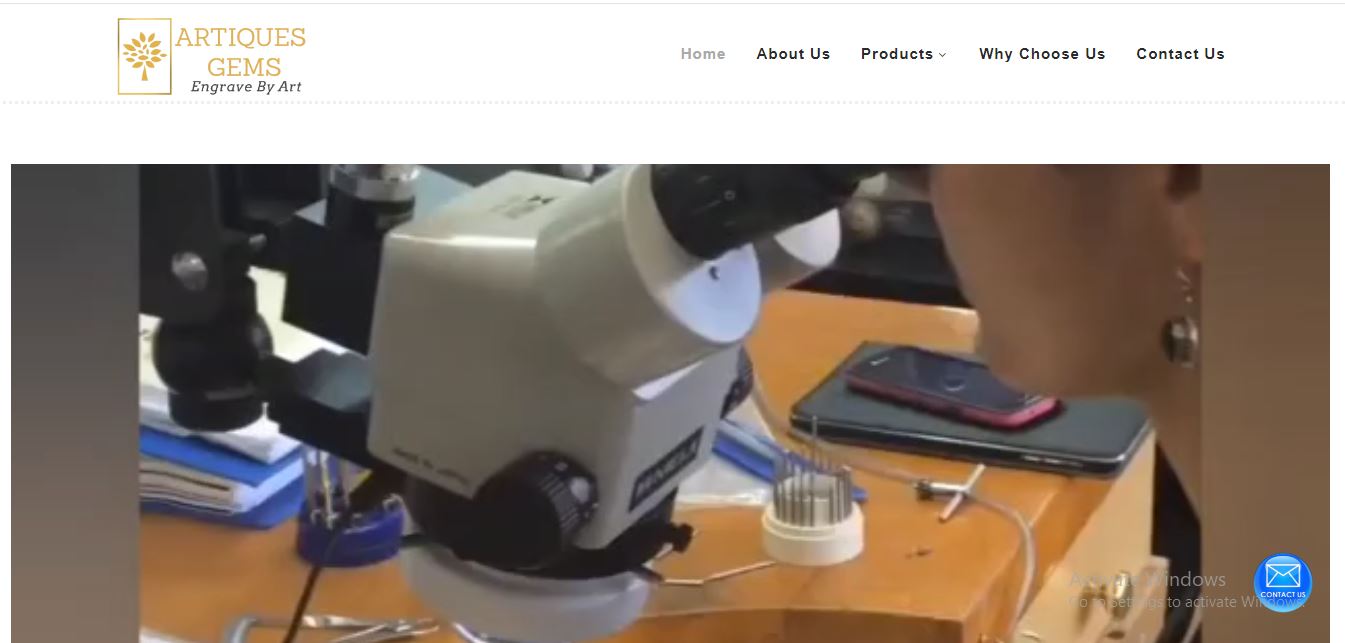 ARTIQUES
GEMS
Engrave By Art
Home
About Us
Products
Why Choose Us
Contact Us
Activate Windows
Go to Settings to activate Windows.
CONTACT US